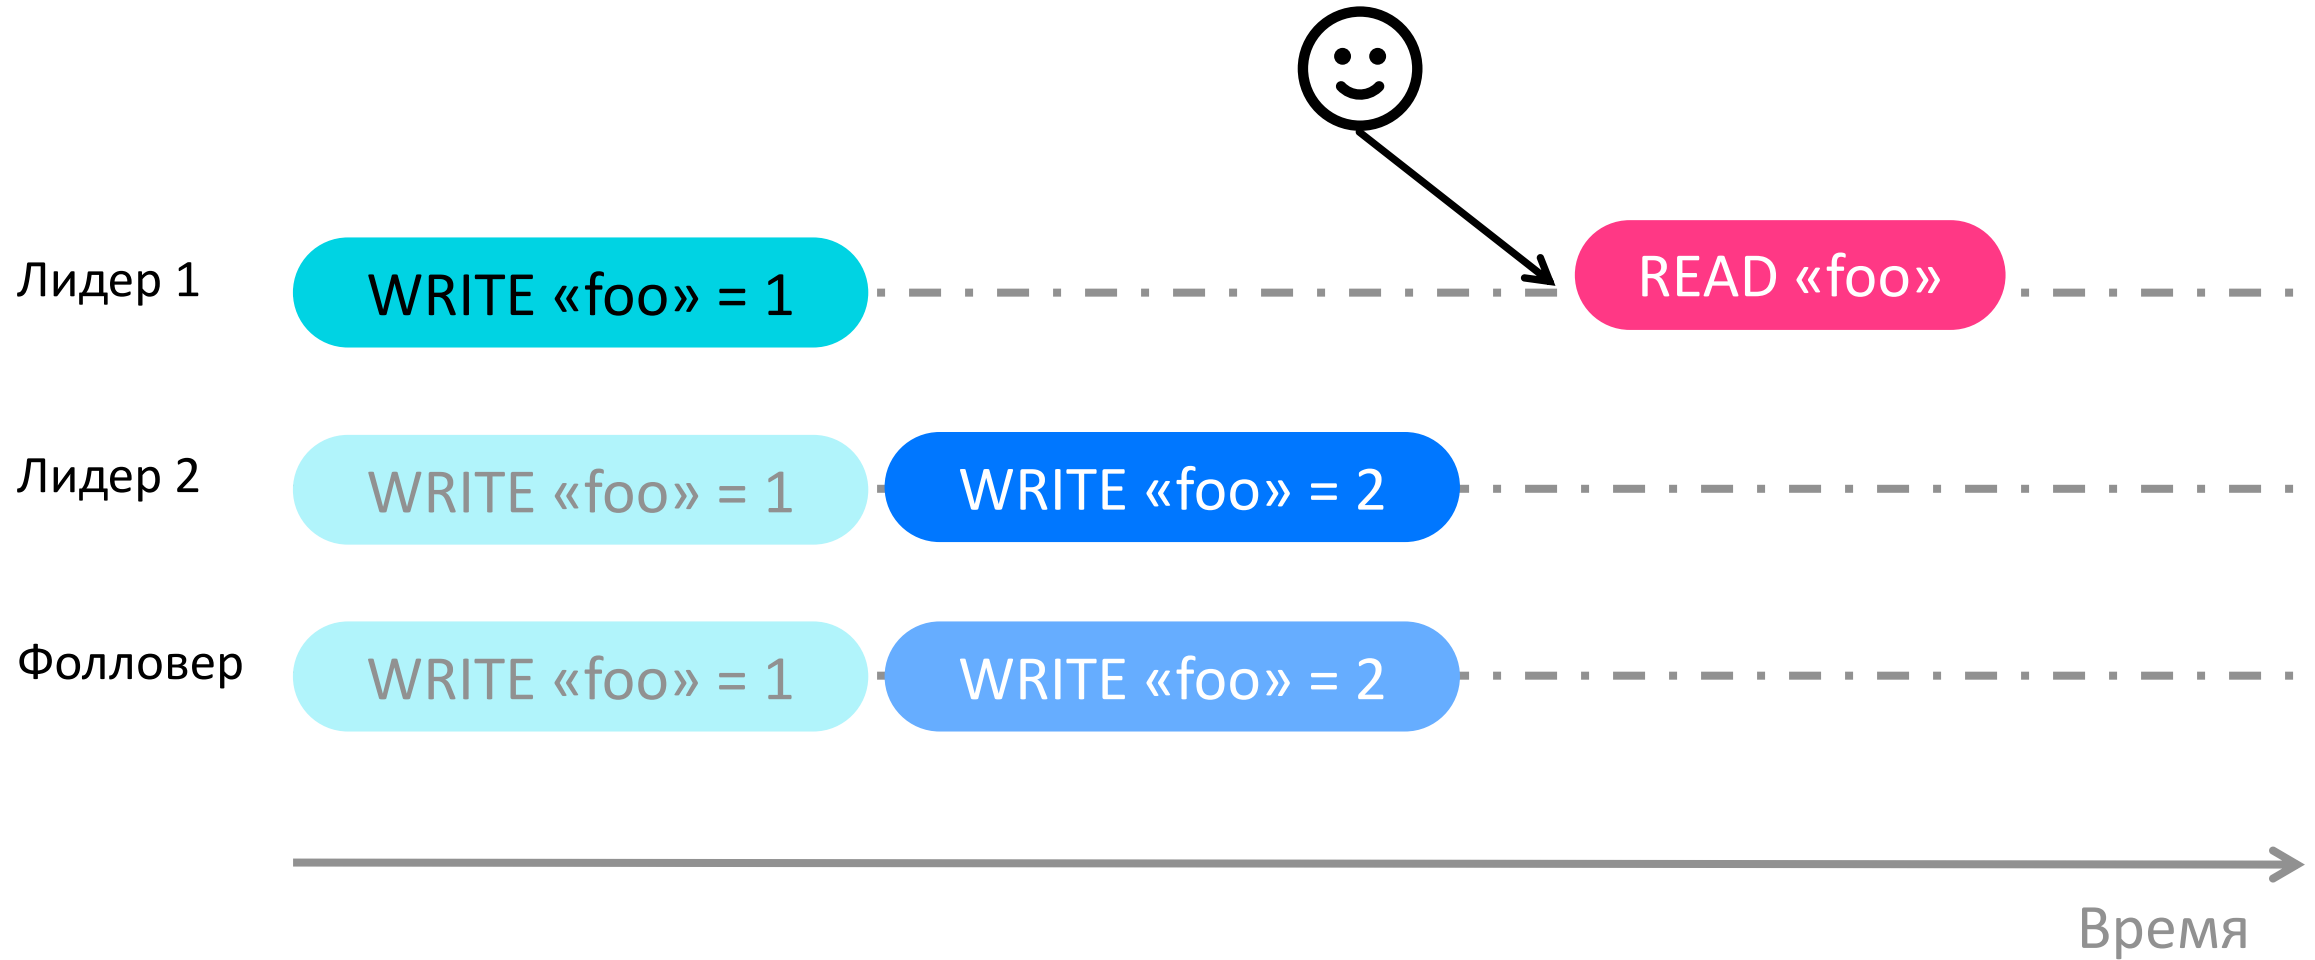 Лидер 1
WRITE «foo» = 1
READ «foo»
Лидер 2
WRITE «foo» = 1
WRITE «foo» = 2
Фолловер
WRITE «foo» = 1
WRITE «foo» = 2
Время